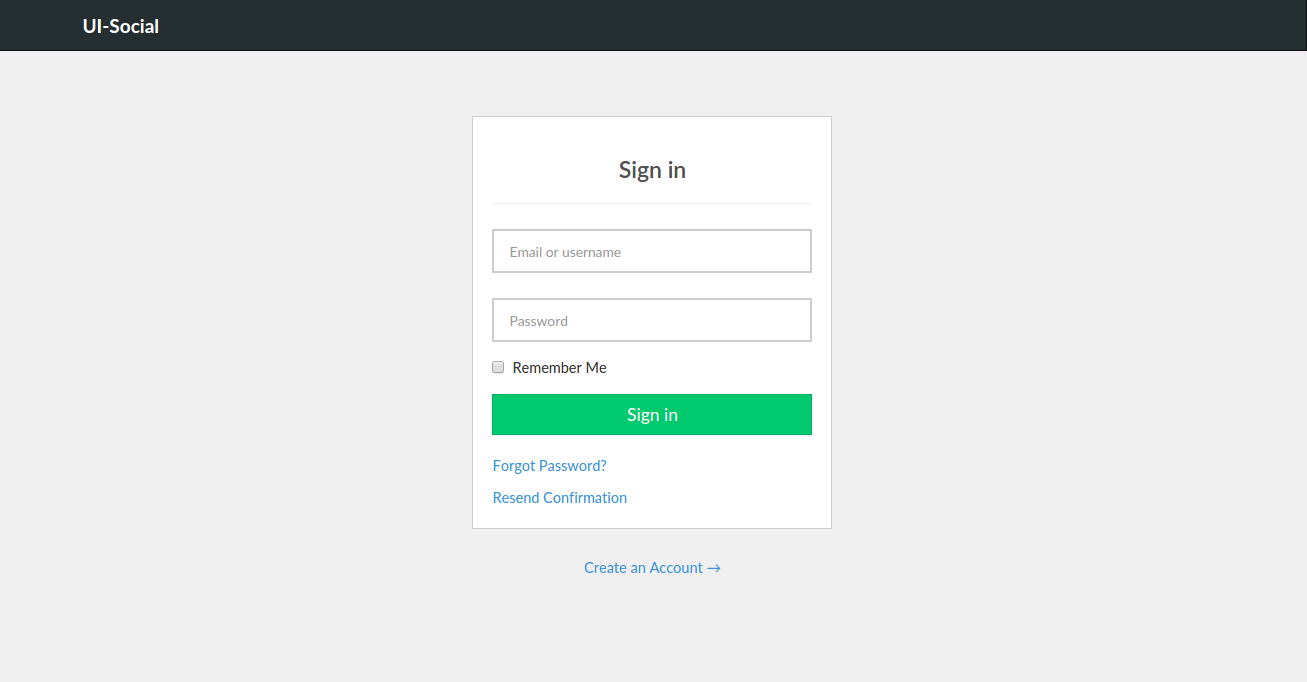 UI-Social
Sign in
Email or username
Password
Remember Me
Sign in
Forgot Password?
Resend Confirmation
Create an Account →